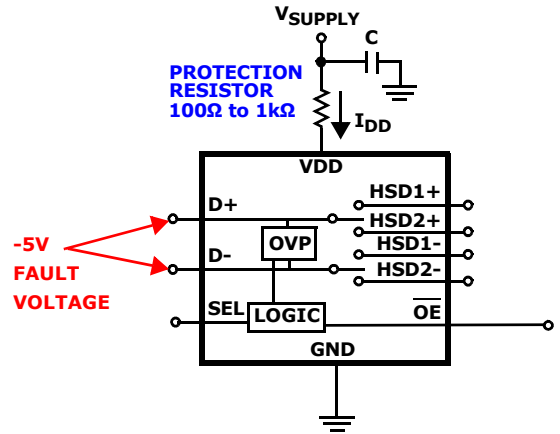 VSUPPLY
C
PROTECTION
RESISTOR
100Ω to 1kΩ
IDD
VDD
D+
HSD1+
HSD2+
OVP
HSD1-
D-
HSD2-
-5V
FAULT
VOLTAGE
SEL
LOGIC
OE
GND